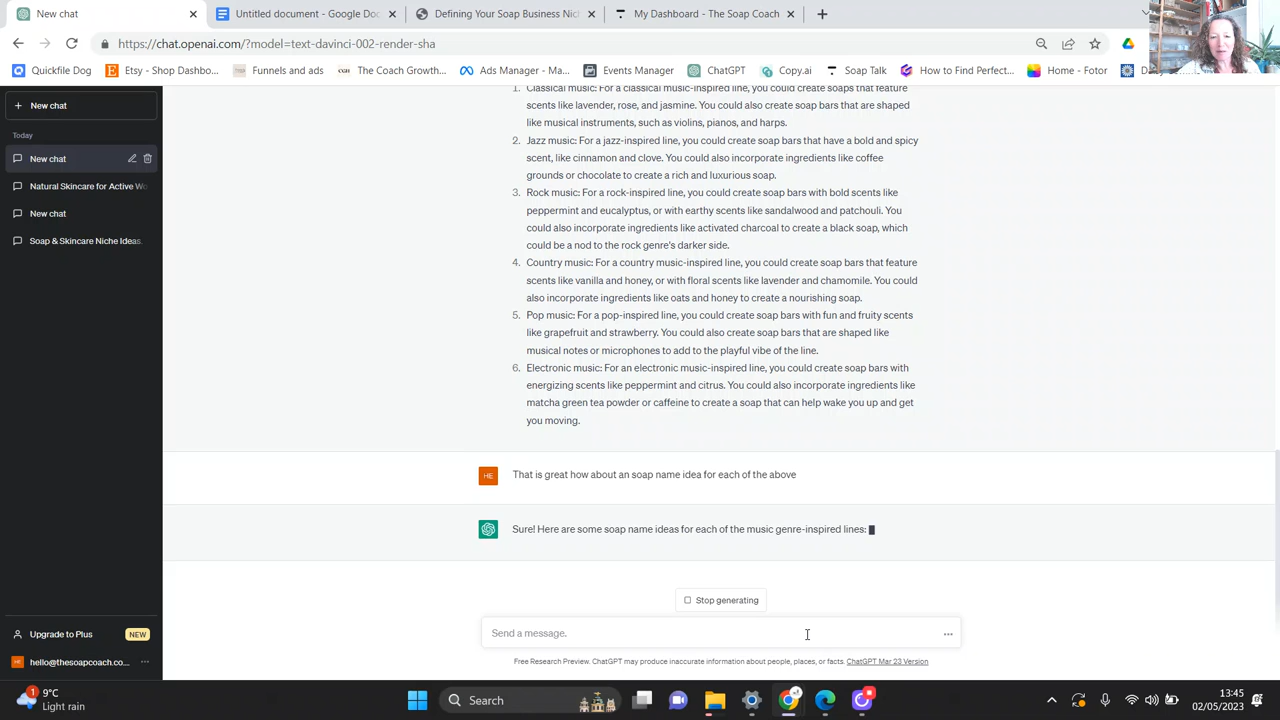 New chat
Untitled document - Google Doc
Defining Your Soap Business Nich
My Dashboard - The Soap Coach
https://chat.openai.com/?model=text-davinci-002-render-sha
Quickfile Dog
Etsy - Shop Dashbo...
Funnels and ads
The Coach Growth...
Ads Manager - Ma...
Events Manager
ChatGPT
Copy.ai
Soap Talk
How to Find Perfect...
Home - Fotor
New chat
Today
New chat
Natural Skincare for Active Wo
New chat
Soap & Skincare Niche Ideas.
Upgrade to Plus
NEW
HE
hello@thesoapcoach.co...
1. Classical music: For a classical music-inspired line, you could create soaps that feature
scents like lavender, rose, and jasmine. You could also create soap bars that are shaped
like musical instruments, such as violins, pianos, and harps.
2. Jazz music: For a jazz-inspired line, you could create soap bars that have a bold and spicy
scent, like cinnamon and clove. You could also incorporate ingredients like coffee
grounds or chocolate to create a rich and luxurious soap.
3. Rock music: For a rock-inspired line, you could create soap bars with bold scents like
peppermint and eucalyptus, or with earthy scents like sandalwood and patchouli. You
could also incorporate ingredients like activated charcoal to create a black soap, which
could be a nod to the rock genre's darker side.
4. Country music: For a country music-inspired line, you could create soap bars that feature
scents like vanilla and honey, or with floral scents like lavender and chamomile. You could
also incorporate ingredients like oats and honey to create a nourishing soap.
5. Pop music: For a pop-inspired line, you could create soap bars with fun and fruity scents
like grapefruit and strawberry. You could also create soap bars that are shaped like
musical notes or microphones to add to the playful vibe of the line.
6. Electronic music: For an electronic music-inspired line, you could create soap bars with
energizing scents like peppermint and citrus. You could also incorporate ingredients like
matcha green tea powder or caffeine to create a soap that can help wake you up and get
you moving.
HE
That is great how about an soap name idea for each of the above
Sure! Here are some soap name ideas for each of the music genre-inspired lines:
Stop generating
Send a message.
Free Research Preview. ChatGPT may produce inaccurate information about people, places, or facts. ChatGPT Mar 23 Version
1
9°C
Light rain
Search
13:45
02/05/2023